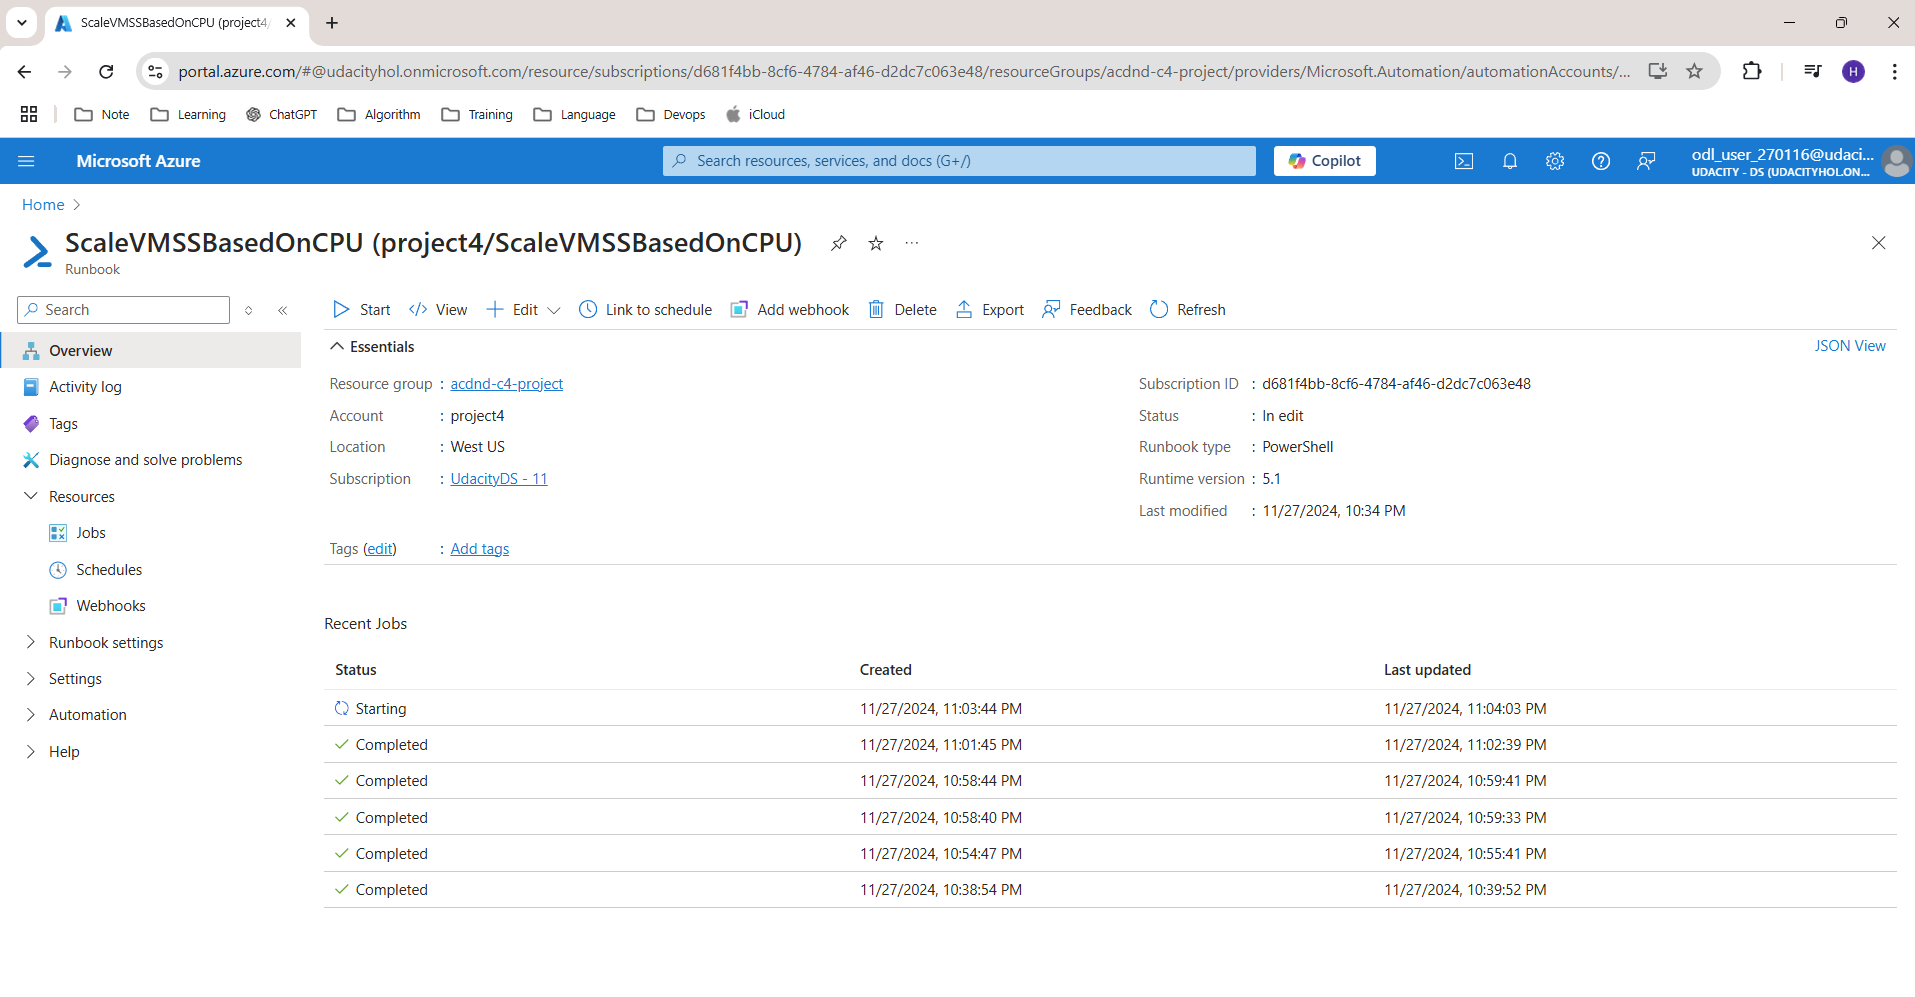 ScaleVMSSBasedOnCPU (project4/
portal.azure.com/#@udacityhol.onmicrosoft.com/resource/subscriptions/d681f4bb-8cf6-4784-af46-d2dc7c063e48/resourceGroups/acdnd-c4-project/providers/Microsoft.Automation/automationAccounts/...
H
Note Learning ChatGPT Algorithm Training Language Devops iCloud
Microsoft Azure
Search resources, services, and docs (G+/)
Copilot
odl_user_270116@udaci...
UDACITY - DS (UDACITYHOL.ON...
Home
ScaleVMSSBasedOnCPU (project4/ScaleVMSSBasedOnCPU)
Runbook
Search
Start View Edit Link to schedule Add webhook Delete Export Feedback Refresh
Overview
Activity log
Tags
Diagnose and solve problems
Resources
Jobs
Schedules
Webhooks
Runbook settings
Settings
Automation
Help
Essentials
JSON View
Resource group : acdnd-c4-project
Account : project4
Location : West US
Subscription : UdacityDS - 11
Subscription ID : d681f4bb-8cf6-4784-af46-d2dc7c063e48
Status : In edit
Runbook type : PowerShell
Runtime version : 5.1
Last modified : 11/27/2024, 10:34 PM
Tags (edit) : Add tags
Recent Jobs
Status Created Last updated
Starting 11/27/2024, 11:03:44 PM 11/27/2024, 11:04:03 PM
Completed 11/27/2024, 11:01:45 PM 11/27/2024, 11:02:39 PM
Completed 11/27/2024, 10:58:44 PM 11/27/2024, 10:59:41 PM
Completed 11/27/2024, 10:58:40 PM 11/27/2024, 10:59:33 PM
Completed 11/27/2024, 10:54:47 PM 11/27/2024, 10:55:41 PM
Completed 11/27/2024, 10:38:54 PM 11/27/2024, 10:39:52 PM